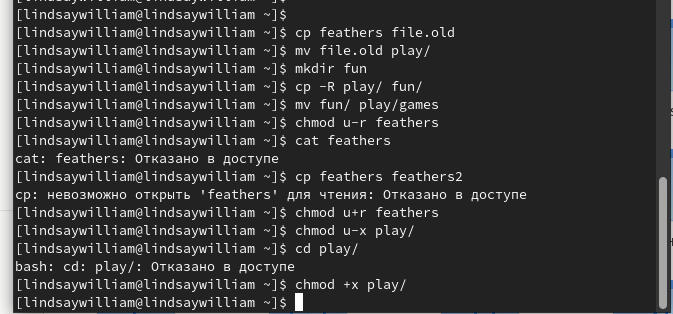 [lindsaywilliam@lindsaywilliam ~]$
[lindsaywilliam@lindsaywilliam ~]$
[lindsaywilliam@lindsaywilliam ~]$ cp feathers file.old
[lindsaywilliam@lindsaywilliam ~]$ mv file.old play/
[lindsaywilliam@lindsaywilliam ~]$ mkdir fun
[lindsaywilliam@lindsaywilliam ~]$ cp -R play/ fun/
[lindsaywilliam@lindsaywilliam ~]$ mv fun/ play/games
[lindsaywilliam@lindsaywilliam ~]$ chmod u-r feathers
[lindsaywilliam@lindsaywilliam ~]$ cat feathers
cat: feathers: Отказано в доступе
[lindsaywilliam@lindsaywilliam ~]$ cp feathers feathers2
cp: невозможно открыть 'feathers' для чтения: Отказано в доступе
[lindsaywilliam@lindsaywilliam ~]$ chmod u+r feathers
[lindsaywilliam@lindsaywilliam ~]$ chmod u-x play/
[lindsaywilliam@lindsaywilliam ~]$ cd play/
bash: cd: play/: Отказано в доступе
[lindsaywilliam@lindsaywilliam ~]$ chmod +x play/
[lindsaywilliam@lindsaywilliam ~]$